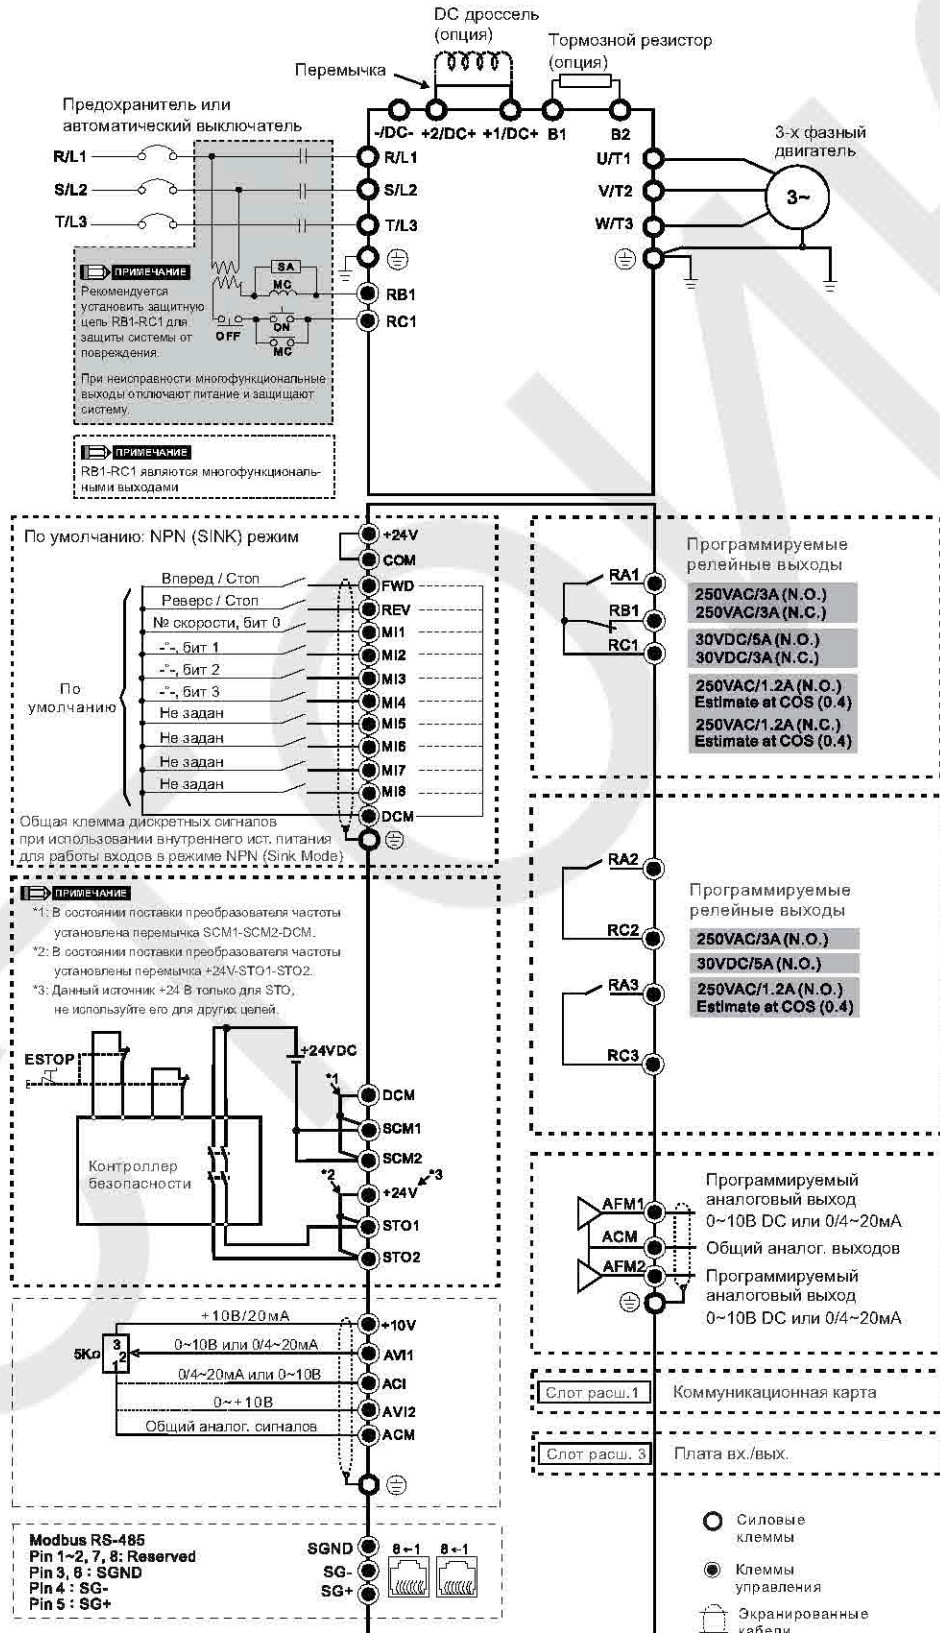 DC дроссель
(опция)
Тормозной резистор
(опция)
Перемычка
Предохранитель или
автоматический выключатель
-/DC- +2/DC+ +1/DC+ B1 B2
3-х фазный
двигатель
R/L1
R/L1
U/T1
S/L2
S/L2
V/T2
3~
T/L3
T/L3
W/T3
ПРИМЕЧАНИЕ
Рекомендуется
установить защитную
цепь RB1-RC1 для
защиты системы от
повреждения.
При неисправности многофункциональные
выходы отключают питание и защищают
систему.
SA
MC
RB1
OFF
ON
MC
RC1
ПРИМЕЧАНИЕ
RB1-RC1 являются многофункциональ-
ными выходами
По умолчанию: NPN (SINK) режим
+24V
COM
Вперед / Стоп
FWD
Реверс / Стоп
REV
№ скорости, бит 0
MI1
-"-, бит 1
MI2
-"-, бит 2
MI3
-"-, бит 3
MI4
По
умолчанию
Не задан
MI5
Не задан
MI6
Не задан
MI7
Не задан
MI8
DCM
Общая клемма дискретных сигналов
при использовании внутреннего ист. питания
для работы входов в режиме NPN (Sink Mode)
Программируемые
релейные выходы
RA1
RB1
RC1
250VAC/3A (N.O.)
250VAC/3A (N.C.)
30VDC/5A (N.O.)
30VDC/3A (N.C.)
250VAC/1.2A (N.O.)
Estimate at COS (0.4)
250VAC/1.2A (N.C.)
Estimate at COS (0.4)
ПРИМЕЧАНИЕ
*1: В состоянии поставки преобразователя частоты
установлена перемычка SCM1-SCM2-DCM.
*2: В состоянии поставки преобразователя частоты
установлены перемычка +24V-STO1-STO2.
*3: Данный источник +24 В только для STO,
не используйте его для других целей.
ESTOP
+24VDC
*1
DCM
SCM1
SCM2
Контроллер
безопасности
*2
*3
+24V
STO1
STO2
RA2
RC2
RA3
RC3
Программируемые
релейные выходы
250VAC/3A (N.O.)
30VDC/5A (N.O.)
250VAC/1.2A (N.O.)
Estimate at COS (0.4)
AFM1
ACM
AFM2
Программируемый
аналоговый выход
0~10В DC или 0/4~20мА
Общий аналог. выходов
Программируемый
аналоговый выход
0~10В DC или 0/4~20мА
+10В/20мА
+10V
5KΩ
3
2
1
0~10В или 0/4~20мА
AVI1
0/4~20мА или 0~10В
ACI
0~+10В
AVI2
Общий аналог. сигналов
ACM
Слот расш.1
Коммуникационная карта
Слот расш. 3
Плата вх./вых.
Modbus RS-485
Pin 1~2, 7, 8: Reserved
Pin 3, 6 : SGND
Pin 4 : SG-
Pin 5 : SG+
SGND
SG-
SG+
8←1 8←1
Силовые
клеммы
Клеммы
управления
Экранированные
кабели